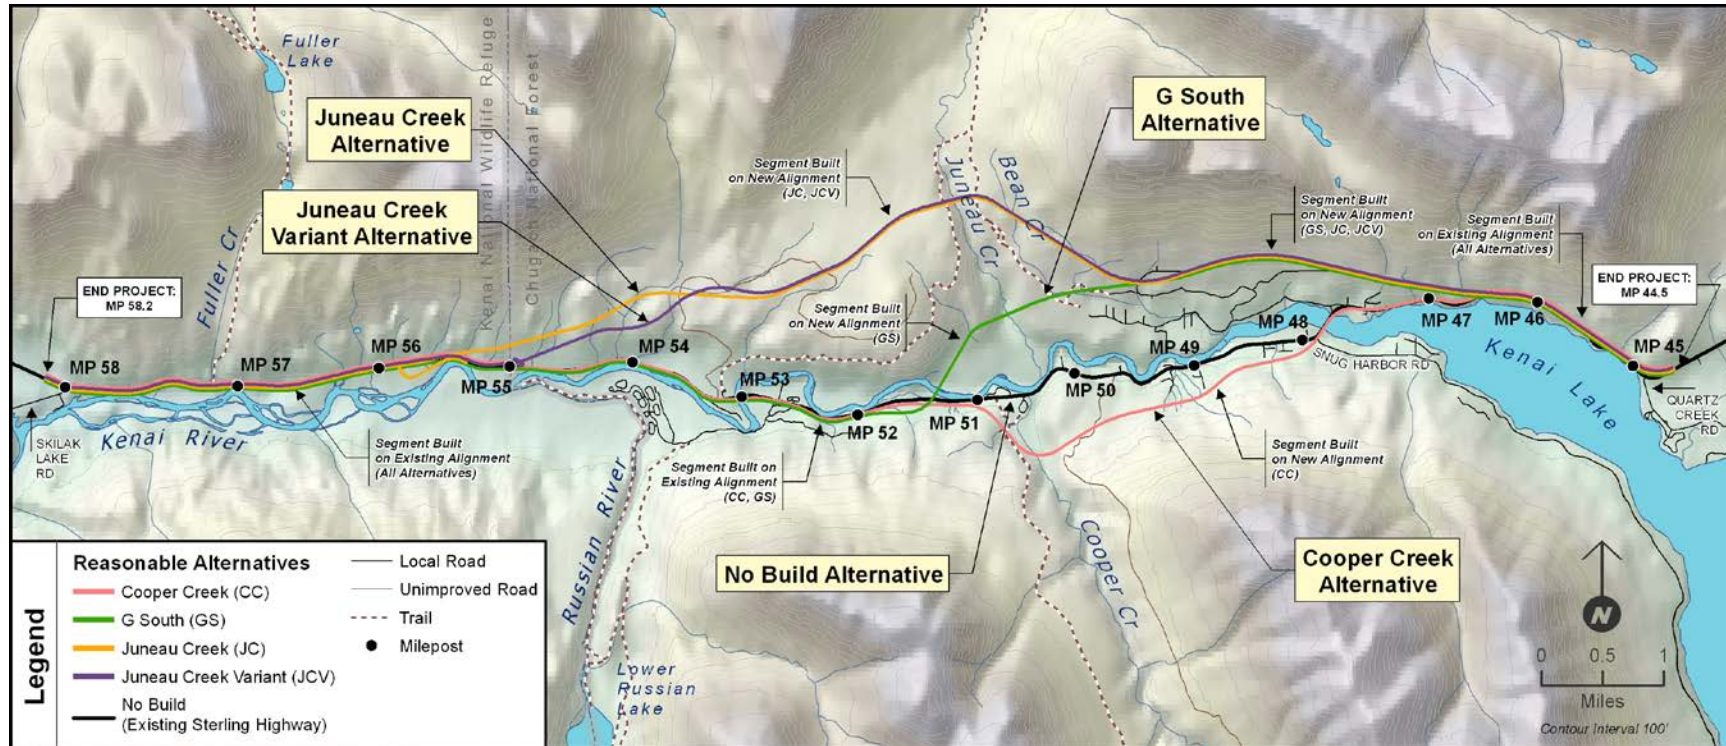 Fuller
Lake
Kenai National Wildlife Refuge
Chugach National Forest
Juneau Creek
Alternative
G South
Alternative
Juneau Creek
Variant Alternative
Segment Built
on New Alignment
(JC, JCV)
Juneau Cr
Bean Cr
Segment Built
on New Alignment
(GS, JC, JCV)
Segment Built
on Existing Alignment
(All Alternatives)
Fuller Cr
END PROJECT:
MP 58.2
END PROJECT:
MP 44.5
Segment Built
on New Alignment
(GS)
MP 58
MP 57
MP 56
MP 55
MP 54
MP 53
MP 52
MP 51
MP 50
MP 49
MP 48
MP 47
MP 46
MP 45
SNUG HARBOR RD
Kenai Lake
QUARTZ
CREEK
RD
SKILAK
LAKE
RD
Kenai River
Segment Built
on Existing Alignment
(All Alternatives)
Russian River
Segment Built on
Existing Alignment
(CC, GS)
Segment Built
on New Alignment
(CC)
No Build Alternative
Cooper Cr
Cooper Creek
Alternative
Lower
Russian
Lake
Legend
Reasonable Alternatives
Cooper Creek (CC)
G South (GS)
Juneau Creek (JC)
Juneau Creek Variant (JCV)
No Build
(Existing Sterling Highway)
Local Road
Unimproved Road
Trail
Milepost
N
0 0.5 1
Miles
Contour Interval 100'